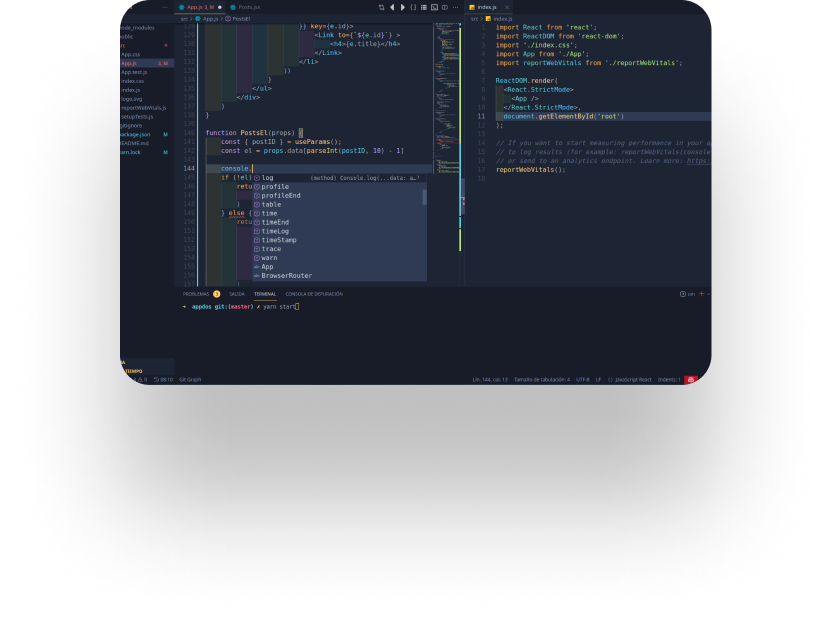 App.js 3, M
Posts.jsx
src > App.js > PostsEl
node_modules
App.css
App.js 3, M
App.test.js
index.css
index.js
logo.svg
reportWebVitals.js
setupTests.js
.gitignore
package.json M
README.md
yarn.lock M
129 <Link to={`${e.id}`} >
130 <h4>{e.title}</h4>
131 </Link>
132 </li>
133 ))
134 }
135 </ul>
136 </div>
137 )
138 }
139
140 function PostsEl(props) {
141 const { postID } = useParams();
142 const el = props.data[parseInt(postID, 10) - 1]
143
144 console.
145 if (!el)
146 retu
147
148 )
149 } else {
150 retu
151
152
153
154
155
156
157 )
log (method) Console.log(...data: a…
profile
profileEnd
table
time
timeEnd
timeLog
timeStamp
trace
warn
App
BrowserRouter
index.js
src > index.js
1 import React from 'react';
2 import ReactDOM from 'react-dom';
3 import './index.css';
4 import App from './App';
5 import reportWebVitals from './reportWebVitals';
6
7 ReactDOM.render(
8 <React.StrictMode>
9 <App />
10 </React.StrictMode>,
11 document.getElementById('root')
12 );
13
14 // If you want to start measuring performance in your a
15 // to log results (for example: reportWebVitals(console
16 // or send to an analytics endpoint. Learn more: https:
17 reportWebVitals();
18
PROBLEMAS 3 SALIDA TERMINAL CONSOLA DE DEPURACIÓN
→ appdos git:(master) ✗ yarn start
TIEMPO
Git Graph
Lín. 144, col. 13 Tamaño de tabulación: 4 UTF-8 LF {} JavaScript React